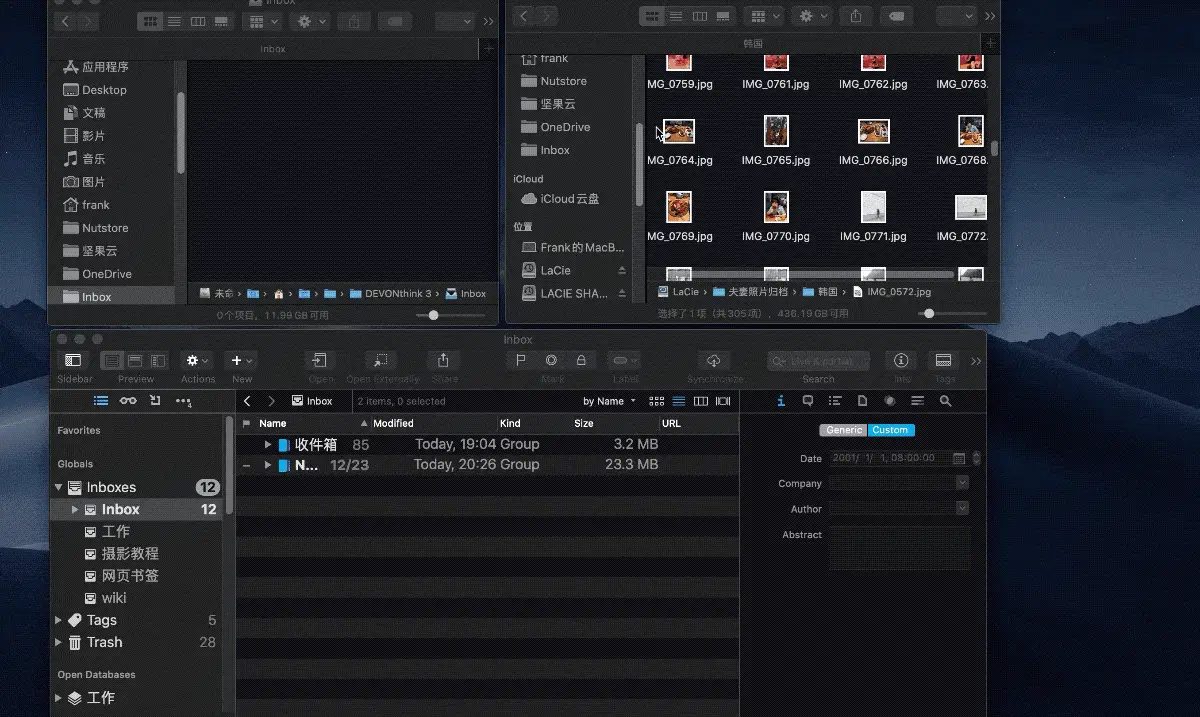 Inbox
Inbox
应用程序
Desktop
文稿
影片
音乐
图片
frank
Nutstore
坚果云
OneDrive
Inbox
未命 › DEVONthink 3 › Inbox
0个项目，11.99 GB 可用
韩国
frank
Nutstore
坚果云
OneDrive
Inbox
iCloud
iCloud 云盘
位置
Frank的MacB...
LaCie
LACIE SHA...
MG_0759.jpg IMG_0761.jpg IMG_0762.jpg IMG_0763.
MG_0764.jpg IMG_0765.jpg IMG_0766.jpg IMG_0768.
MG_0769.jpg IMG_0770.jpg IMG_0771.jpg IMG_0772.
LaCie › 夫妻照片归档 › 韩国 › IMG_0572.jpg
选择了1项（共305项），436.19 GB 可用
Inbox
Sidebar Preview Actions New Open Open Externally Share Mark Label Synchronize Search Info Tags
Inbox 2 items, 0 selected by Name
Name Modified Kind Size URL
收件箱 85 Today, 19:04 Group 3.2 MB
N... 12/23 Today, 20:26 Group 23.3 MB
Favorites
Globals
Inboxes 12
Inbox 12
工作
摄影教程
网页书签
wiki
Tags 5
Trash 28
Open Databases
工作
Generic Custom
Date 2001/ 1/ 1, 08:00:00
Company
Author
Abstract